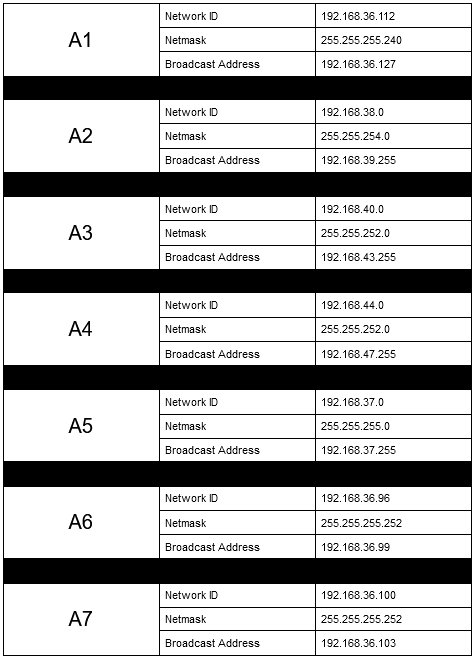 A1
Network ID 192.168.36.112
Netmask 255.255.255.240
Broadcast Address 192.168.36.127
A2
Network ID 192.168.38.0
Netmask 255.255.254.0
Broadcast Address 192.168.39.255
A3
Network ID 192.168.40.0
Netmask 255.255.252.0
Broadcast Address 192.168.43.255
A4
Network ID 192.168.44.0
Netmask 255.255.252.0
Broadcast Address 192.168.47.255
A5
Network ID 192.168.37.0
Netmask 255.255.255.0
Broadcast Address 192.168.37.255
A6
Network ID 192.168.36.96
Netmask 255.255.255.252
Broadcast Address 192.168.36.99
A7
Network ID 192.168.36.100
Netmask 255.255.255.252
Broadcast Address 192.168.36.103